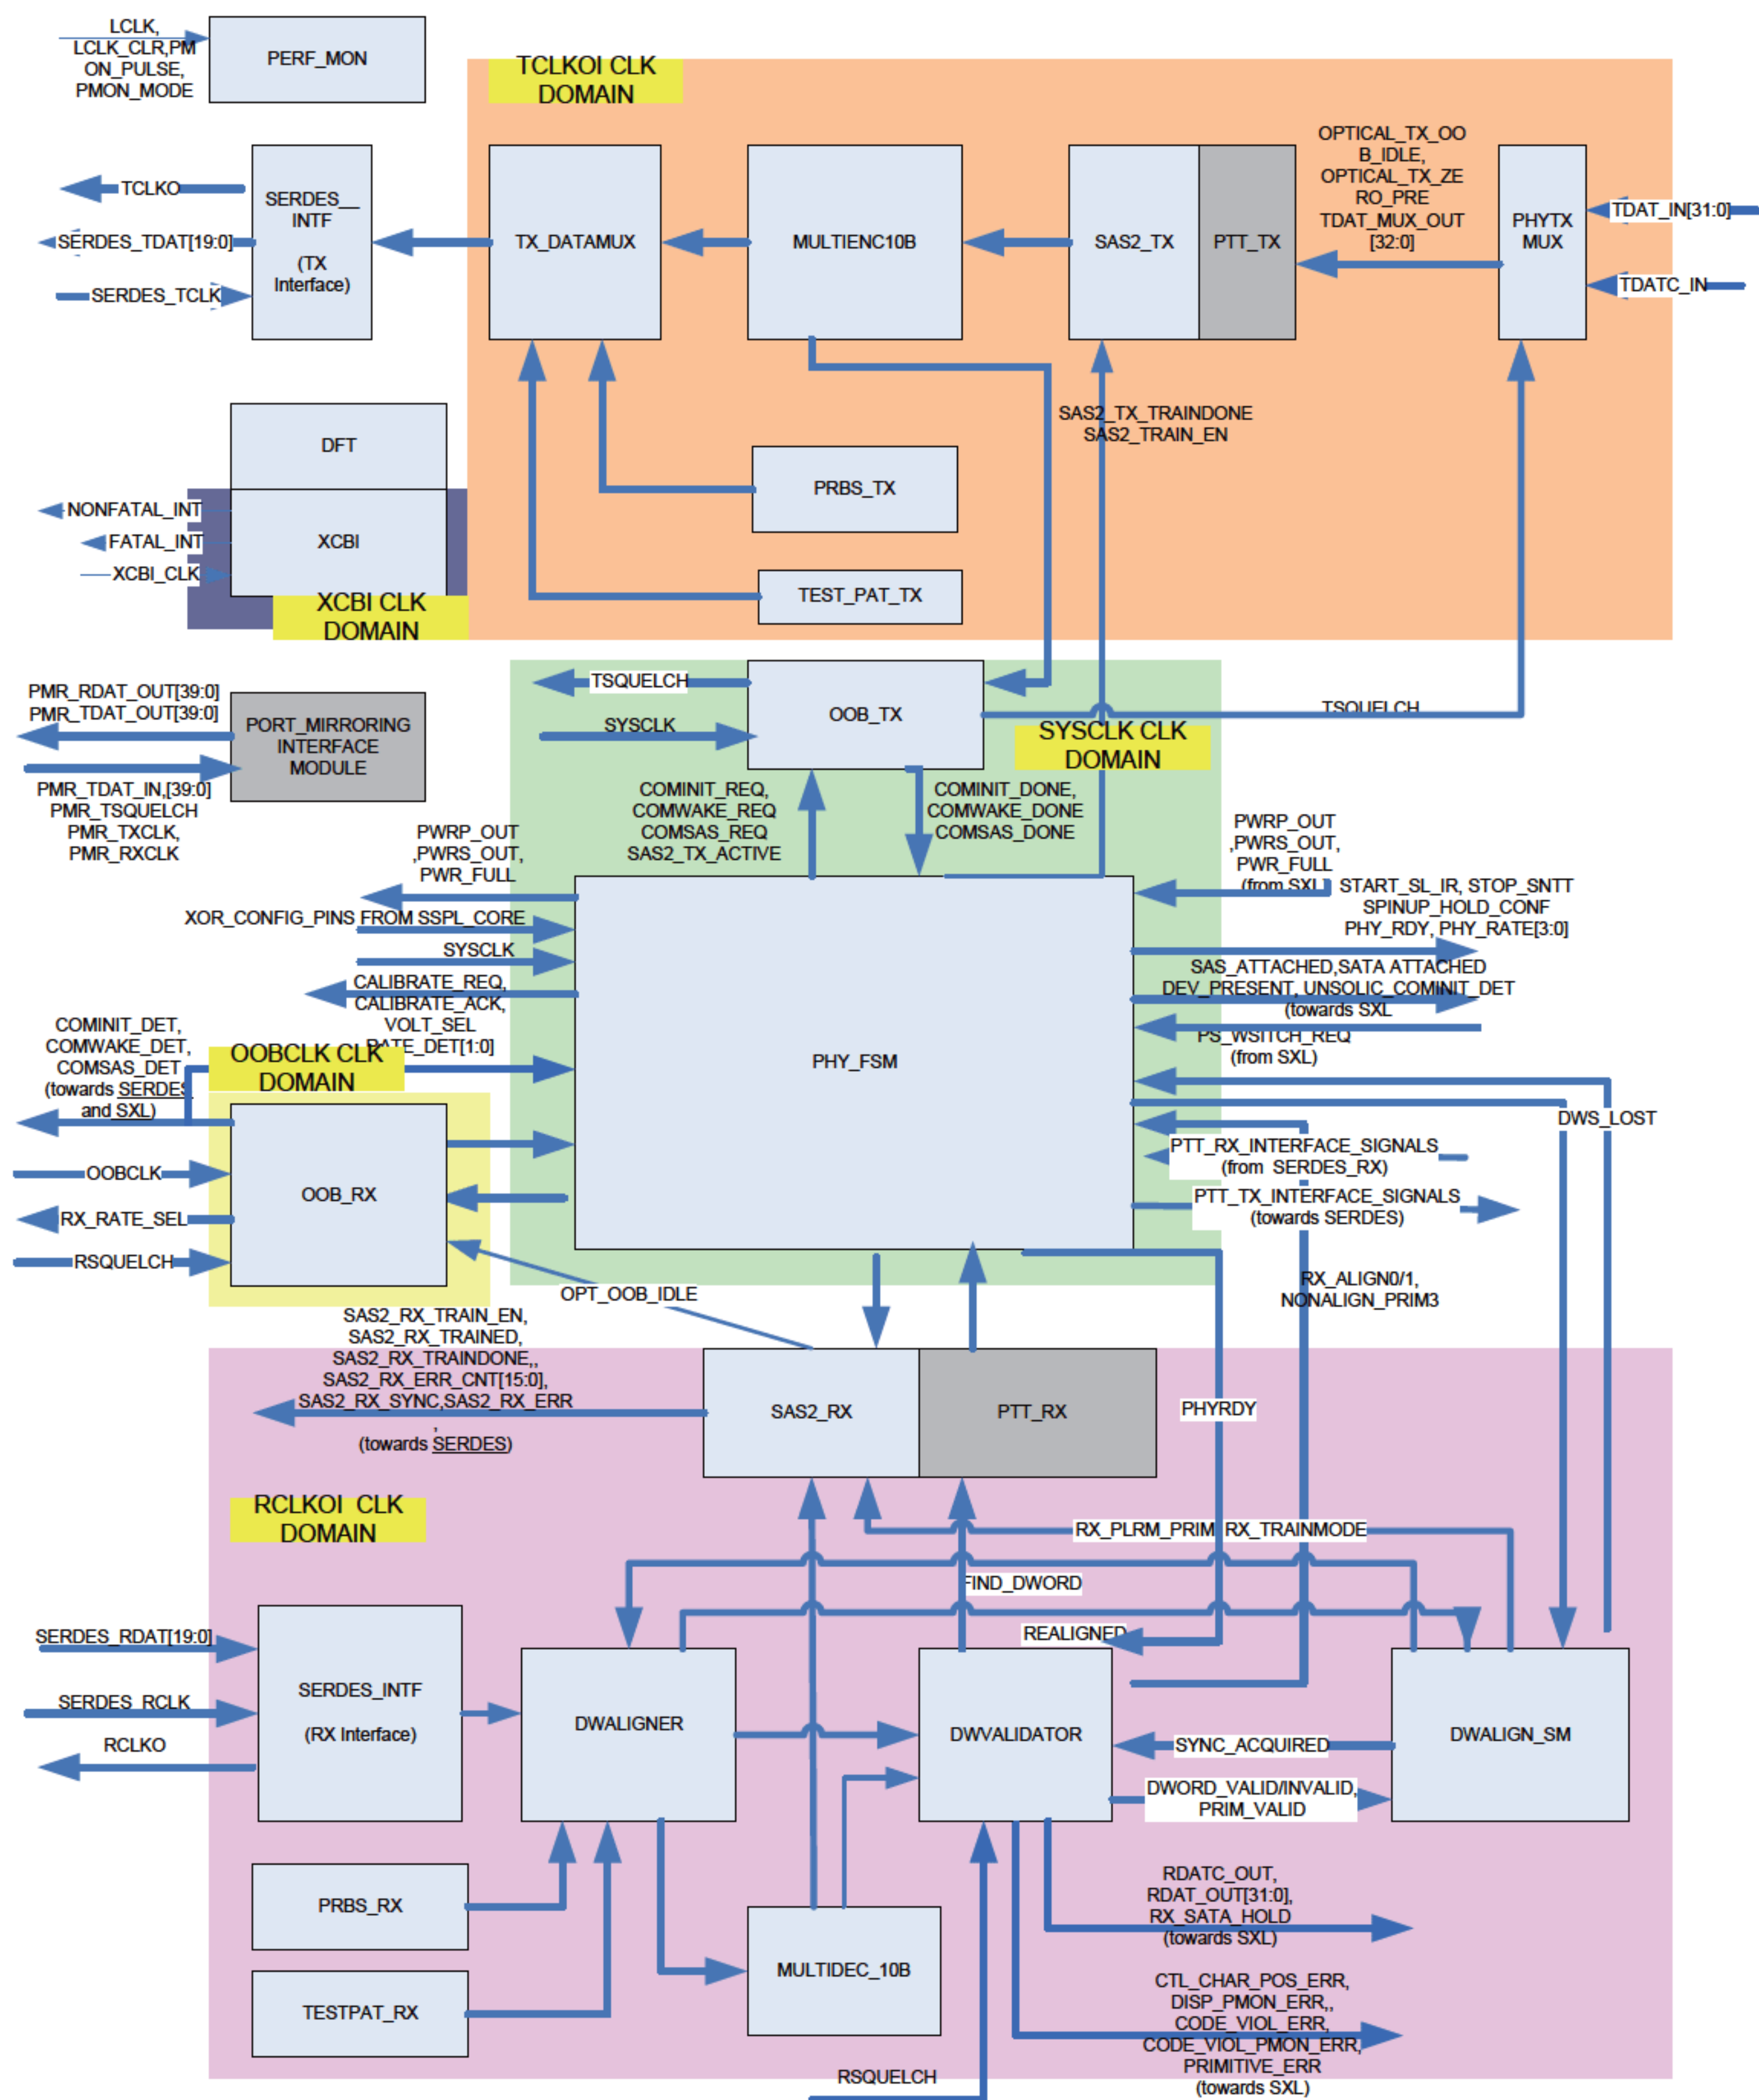 LCLK,
LCLK_CLR,PM
ON_PULSE,
PMON_MODE
PERF_MON
TCLKOI CLK
DOMAIN
TCLKO
SERDES_TDAT[19:0]
SERDES_TCLK
SERDES__
INTF
(TX
Interface)
TX_DATAMUX
MULTIENC10B
SAS2_TX
PTT_TX
OPTICAL_TX_OO
B_IDLE,
OPTICAL_TX_ZE
RO_PRE
TDAT_MUX_OUT
[32:0]
PHYTX
MUX
TDAT_IN[31:0]
TDATC_IN
SAS2_TX_TRAINDONE
SAS2_TRAIN_EN
DFT
NONFATAL_INT
FATAL_INT
XCBI_CLK
XCBI
XCBI CLK
DOMAIN
PRBS_TX
TEST_PAT_TX
PMR_RDAT_OUT[39:0]
PMR_TDAT_OUT[39:0]
PORT_MIRRORING
INTERFACE
MODULE
PMR_TDAT_IN,[39:0]
PMR_TSQUELCH
PMR_TXCLK,
PMR_RXCLK
TSQUELCH
SYSCLK
OOB_TX
TSQUELCH
SYSCLK CLK
DOMAIN
COMINIT_REQ,
COMWAKE_REQ
COMSAS_REQ
SAS2_TX_ACTIVE
COMINIT_DONE,
COMWAKE_DONE
COMSAS_DONE
PWRP_OUT
,PWRS_OUT,
PWR_FULL
XOR_CONFIG_PINS FROM SSPL_CORE
SYSCLK
CALIBRATE_REQ,
CALIBRATE_ACK,
VOLT_SEL
RATE_DET[1:0]
PHY_FSM
PWRP_OUT
,PWRS_OUT,
PWR_FULL
(from SXL)
START_SL_IR, STOP_SNTT
SPINUP_HOLD_CONF
PHY_RDY, PHY_RATE[3:0]
SAS_ATTACHED,SATA ATTACHED
DEV_PRESENT, UNSOLIC_COMINIT_DET
(towards SXL
PS_WSITCH_REQ
(from SXL)
DWS_LOST
PTT_RX_INTERFACE_SIGNALS
(from SERDES_RX)
PTT_TX_INTERFACE_SIGNALS
(towards SERDES)
RX_ALIGN0/1,
NONALIGN_PRIM3
COMINIT_DET,
COMWAKE_DET,
COMSAS_DET
(towards SERDES
and SXL)
OOBCLK CLK
DOMAIN
OOBCLK
RX_RATE_SEL
RSQUELCH
OOB_RX
OPT_OOB_IDLE
SAS2_RX_TRAIN_EN,
SAS2_RX_TRAINED,
SAS2_RX_TRAINDONE,,
SAS2_RX_ERR_CNT[15:0],
SAS2_RX_SYNC,SAS2_RX_ERR
,
(towards SERDES)
SAS2_RX
PTT_RX
PHYRDY
RCLKOI CLK
DOMAIN
RX_PLRM_PRIM, RX_TRAINMODE
FIND_DWORD
REALIGNED
SERDES_RDAT[19:0]
SERDES_RCLK
RCLKO
SERDES_INTF
(RX Interface)
DWALIGNER
DWVALIDATOR
SYNC_ACQUIRED
DWORD_VALID/INVALID,
PRIM_VALID
DWALIGN_SM
PRBS_RX
TESTPAT_RX
MULTIDEC_10B
RDATC_OUT,
RDAT_OUT[31:0],
RX_SATA_HOLD
(towards SXL)
CTL_CHAR_POS_ERR,
DISP_PMON_ERR,,
CODE_VIOL_ERR,
CODE_VIOL_PMON_ERR,
PRIMITIVE_ERR
(towards SXL)
RSQUELCH